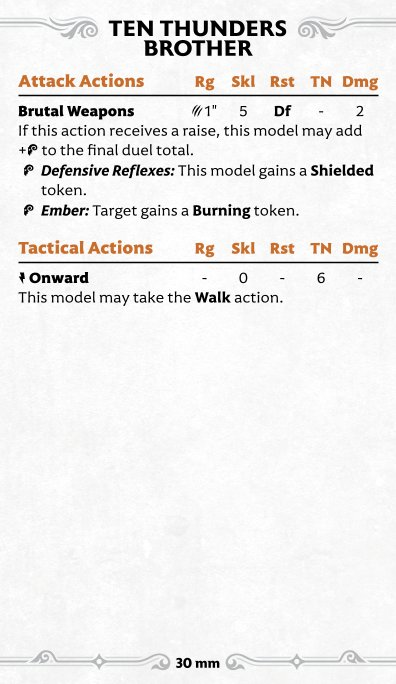 TEN THUNDERS
BROTHER
Attack Actions Rg Skl Rst TN Dmg
Brutal Weapons 1" 5 Df - 2
If this action receives a raise, this model may add
+ to the final duel total.
Defensive Reflexes: This model gains a Shielded
token.
Ember: Target gains a Burning token.
Tactical Actions Rg Skl Rst TN Dmg
Onward - 0 - 6 -
This model may take the Walk action.
30 mm